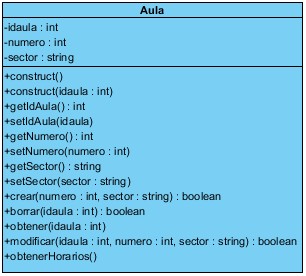 Aula
-idaula : int
-numero : int
-sector : string
+construct()
+construct(idaula : int)
+getIdAula() : int
+setIdAula(idaula)
+getNumero() : int
+setNumero(numero : int)
+getSector() : string
+setSector(sector : string)
+crear(numero : int, sector : string) : boolean
+borrar(idaula : int) : boolean
+obtener(idaula : int)
+modificar(idaula : int, numero : int, sector : string) : boolean
+obtenerHorarios()